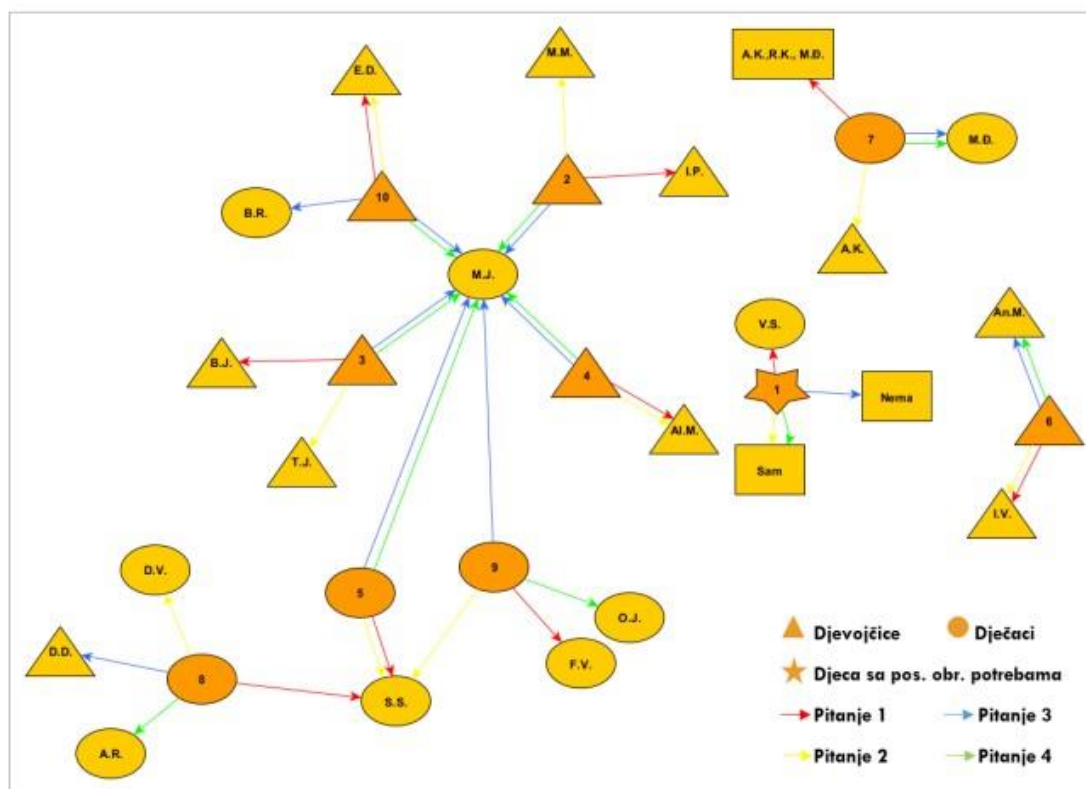 E.D.
M.M.
A.K.,R.K., M.Đ.
7
M.Đ.
2
I.P.
10
B.R.
A.K.
M.J.
An.M.
V.S.
B.J.
3
4
1
Nema
6
Al.M.
T.J.
Sam
I.V.
D.V.
9
5
O.J.
D.D.
8
F.V.
S.S.
A.R.
Djevojčice
Dječaci
Djeca sa pos. obr. potrebama
Pitanje 1
Pitanje 3
Pitanje 2
Pitanje 4